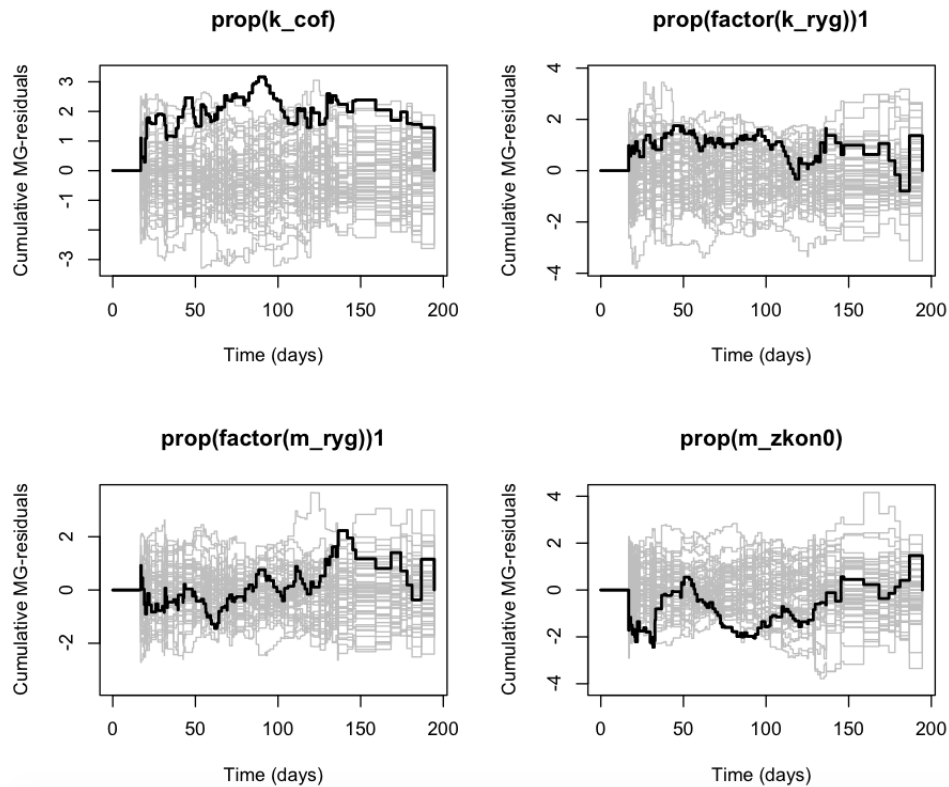 prop(k_cof)
Cumulative MG-residuals
3
2
1
0
-1
-3
0 50 100 150 200
Time (days)
prop(factor(k_ryg))1
Cumulative MG-residuals
4
2
0
-2
-4
0 50 100 150 200
Time (days)
prop(factor(m_ryg))1
Cumulative MG-residuals
2
0
-2
0 50 100 150 200
Time (days)
prop(m_zkon0)
Cumulative MG-residuals
4
2
0
-2
-4
0 50 100 150 200
Time (days)